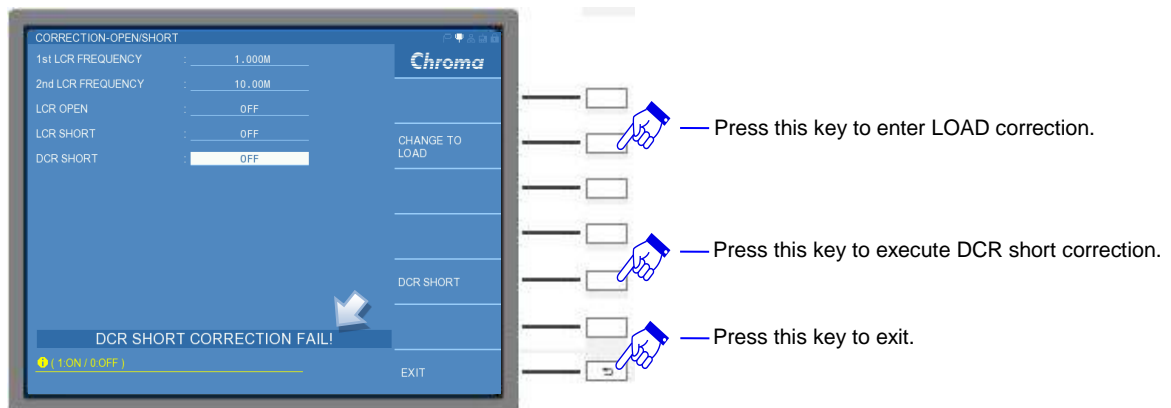 CORRECTION-OPEN/SHORT
Chroma
1st LCR FREQUENCY : 1.000M
2nd LCR FREQUENCY : 10.00M
LCR OPEN : OFF
LCR SHORT : OFF
DCR SHORT : OFF
CHANGE TO
LOAD
DCR SHORT
DCR SHORT CORRECTION FAIL!
( 1:ON / 0:OFF )
EXIT
Press this key to enter LOAD correction.
Press this key to execute DCR short correction.
Press this key to exit.